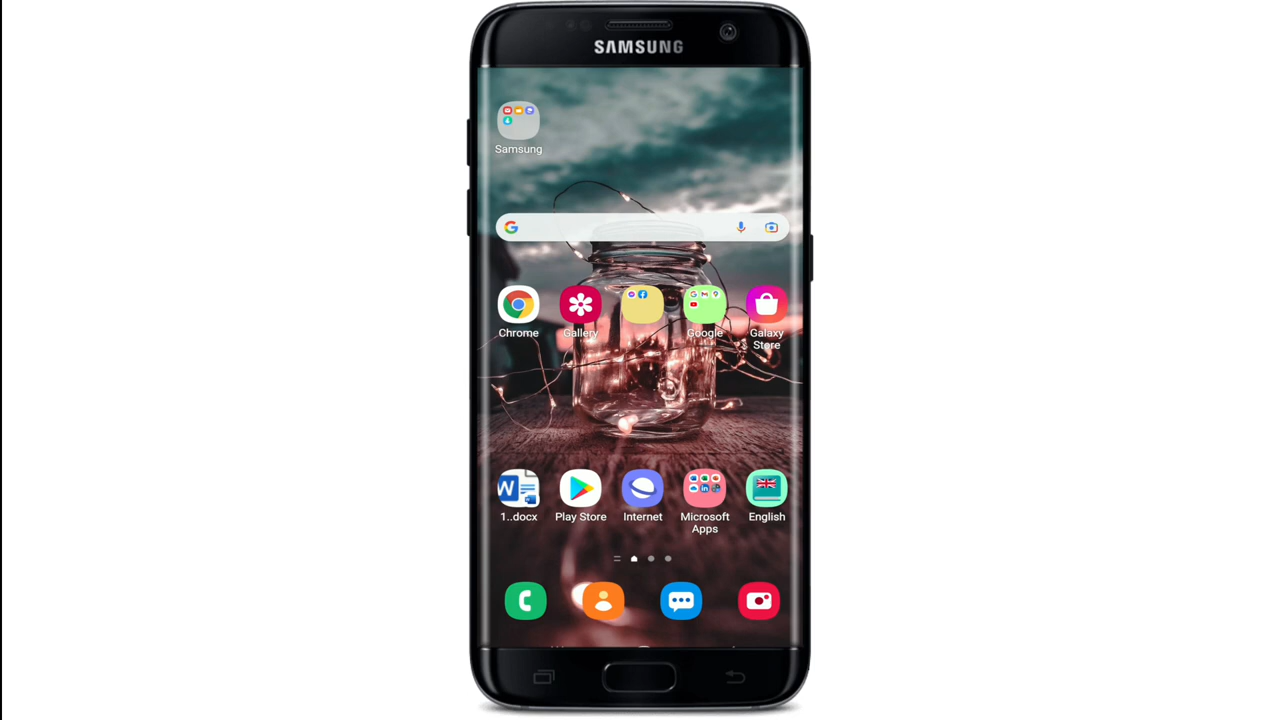 SAMSUNG
Samsung
Chrome
Gallery
Google
Galaxy
Store
1..docx
Play Store
Internet
Microsoft
Apps
English